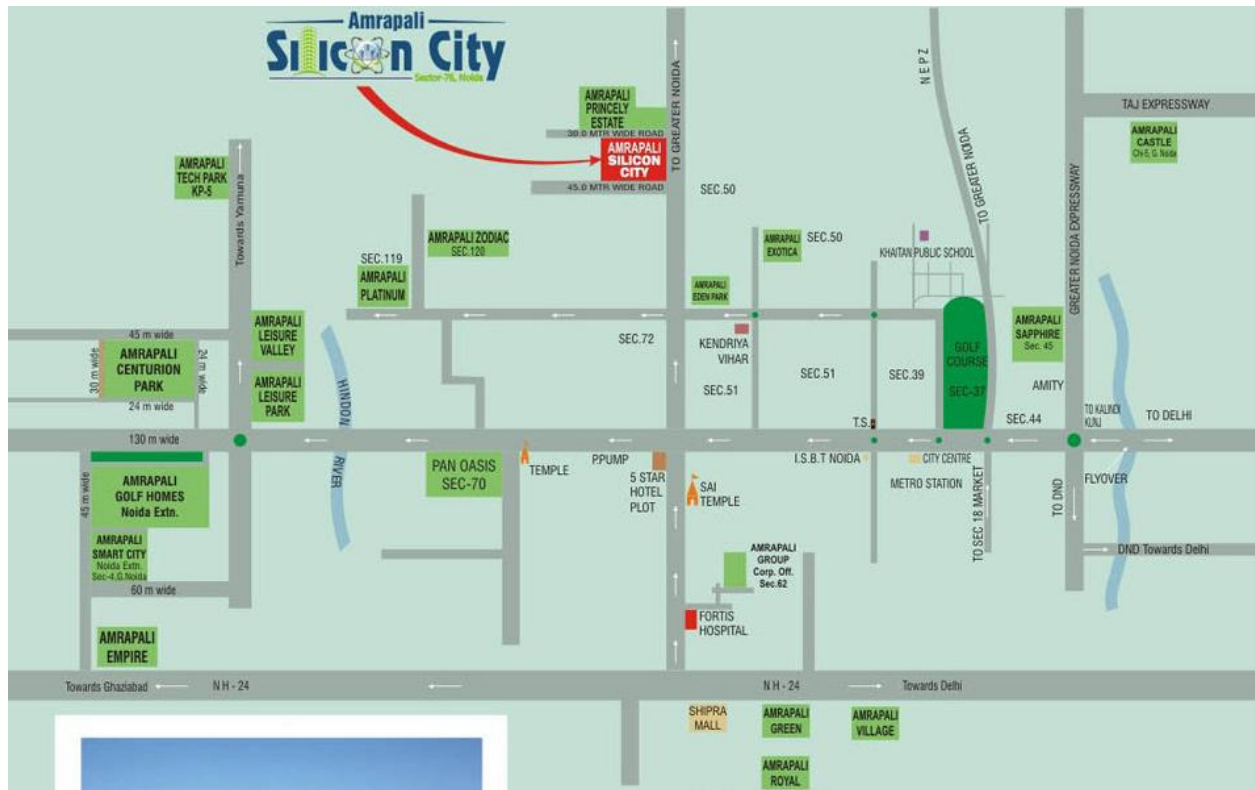 Amrapali
Silicon City
Sector-76, Noida
AMRAPALI
PRINCELY
ESTATE
30.0 MTR WIDE ROAD
AMRAPALI
SILICON
CITY
45.0 MTR WIDE ROAD
TO GREATER NOIDA
NEPZ
TO GREATER NOIDA
TAJ EXPRESSWAY
AMRAPALI
CASTLE
Chi-5, G. Noida
GREATER NOIDA EXPRESSWAY
AMRAPALI
TECH PARK
KP-5
Towards Yamuna
SEC.50
AMRAPALI ZODIAC
SEC.120
SEC.119
AMRAPALI
PLATINUM
AMRAPALI
EXOTICA
SEC.50
KHAITAN PUBLIC SCHOOL
AMRAPALI
EDEN PARK
45 m wide
AMRAPALI
CENTURION
PARK
30 m wide
24 m wide
24 m wide
AMRAPALI
LEISURE
VALLEY
AMRAPALI
LEISURE
PARK
HINDON
RIVER
SEC.72
KENDRIYA
VIHAR
SEC.51
SEC.51
SEC.39
GOLF
COURSE
SEC-37
AMRAPALI
SAPPHIRE
Sec. 45
AMITY
SEC.44
TO KALINDI
KUNJ
TO DELHI
T.S.
130 m wide
AMRAPALI
GOLF HOMES
Noida Extn.
45 m wide
AMRAPALI
SMART CITY
Noida Extn.
Sec-4,G.Noida
60 m wide
AMRAPALI
EMPIRE
PAN OASIS
SEC-70
TEMPLE
P.PUMP
5 STAR
HOTEL
PLOT
SAI
TEMPLE
I.S.B.T NOIDA
CITY CENTRE
METRO STATION
TO SEC 18 MARKET
TO DND
FLYOVER
DND Towards Delhi
AMRAPALI
GROUP
Corp. Off.
Sec.62
FORTIS
HOSPITAL
Towards Ghaziabad
NH - 24
NH - 24
Towards Delhi
SHIPRA
MALL
AMRAPALI
GREEN
AMRAPALI
VILLAGE
AMRAPALI
ROYAL